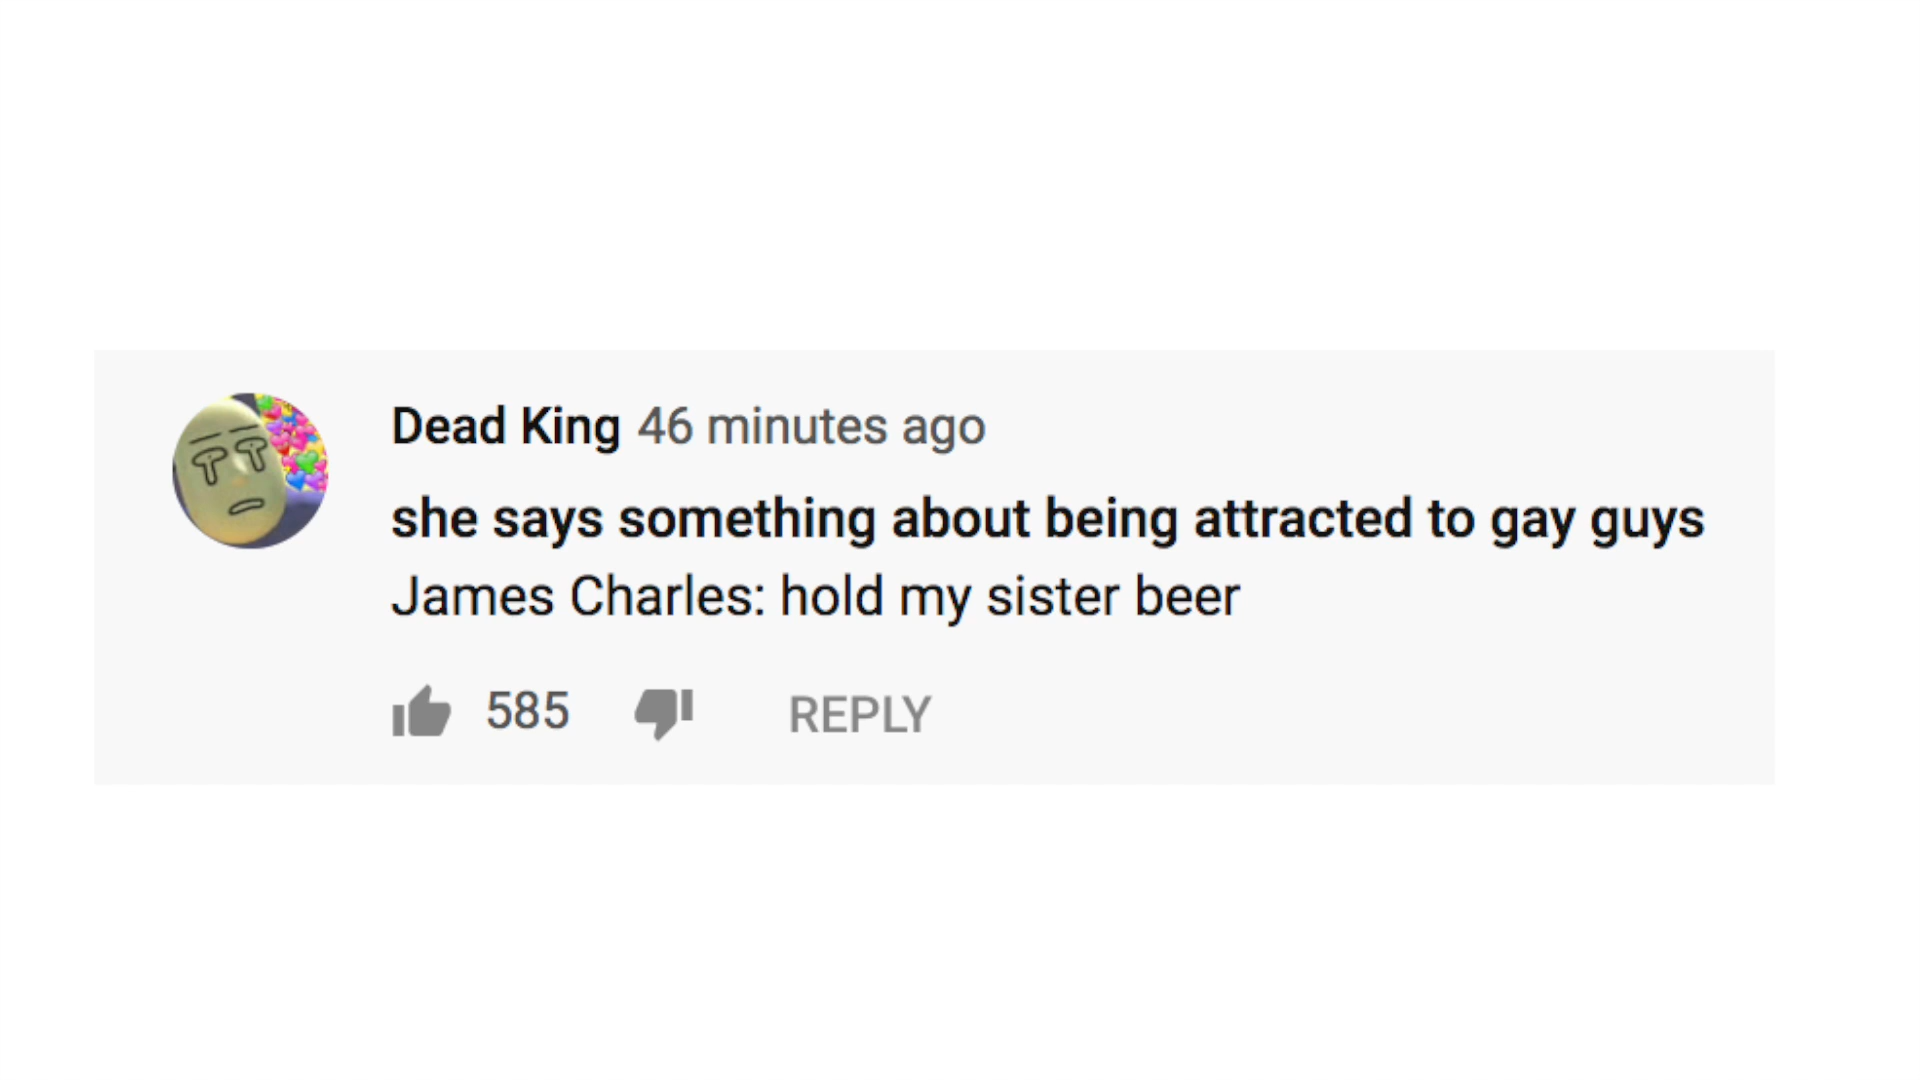 Dead King 46 minutes ago
she says something about being attracted to gay guys
James Charles: hold my sister beer
585 REPLY